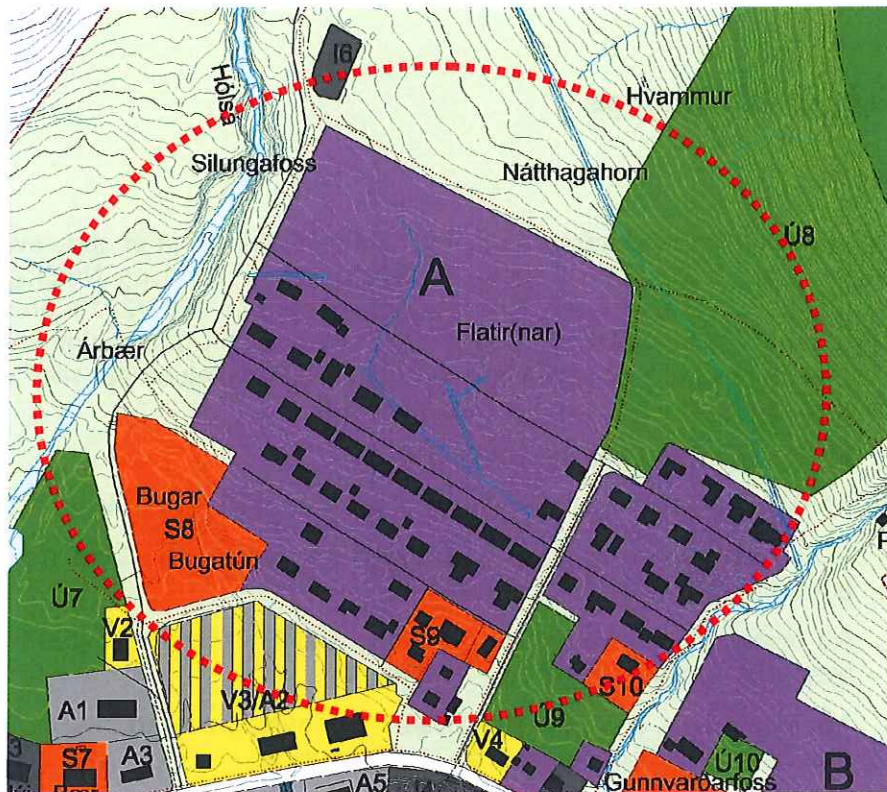 I6
Hólsá
Hvammur
Silungafoss
Nátthagahorn
Ú8
A
Flatir(nar)
Árbær
Bugar
S8
Bugatún
Ú7
V2
S9
V3/A2
S10
A1
Ú9
V4
S7
A3
Ú10
B
A5
Gunnvararfoss